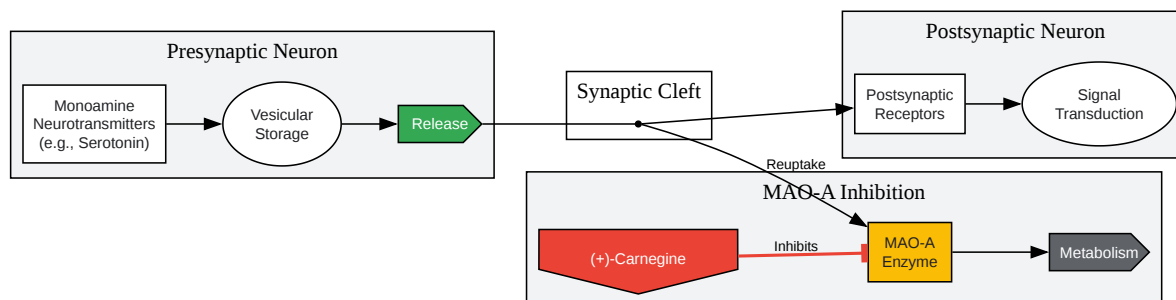 Presynaptic Neuron
Monoamine
Neurotransmitters
(e.g., Serotonin)
Vesicular
Storage
Release
Synaptic Cleft
Postsynaptic Neuron
Postsynaptic
Receptors
Signal
Transduction
Reuptake
MAO-A Inhibition
(+)-Carnegine
Inhibits
MAO-A
Enzyme
Metabolism